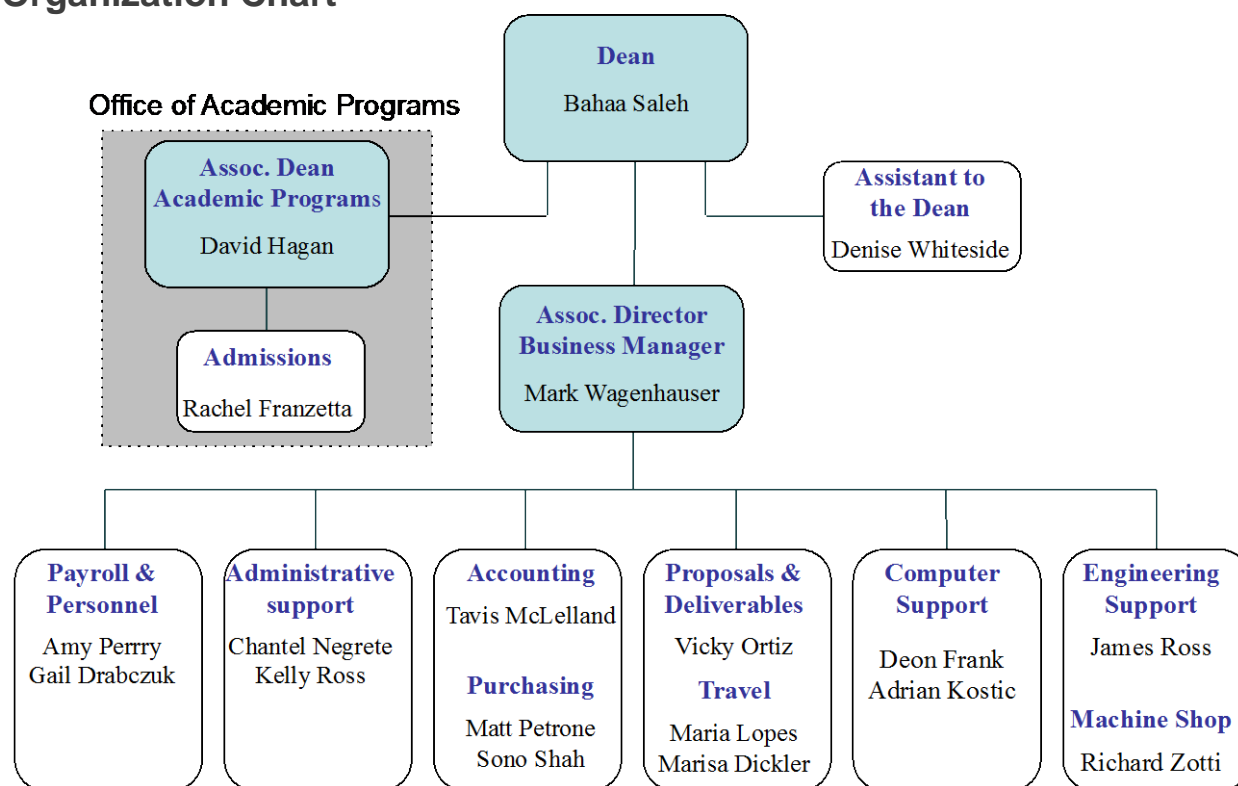 Organization Chart
Dean
Bahaa Saleh
Office of Academic Programs
Assoc. Dean
Academic Programs
David Hagan
Assistant to
the Dean
Denise Whiteside
Admissions
Rachel Franzetta
Assoc. Director
Business Manager
Mark Wagenhauser
Payroll &
Personnel
Amy Perrry
Gail Drabczuk
Administrative
support
Chantel Negrete
Kelly Ross
Accounting
Tavis McLelland
Purchasing
Matt Petrone
Sono Shah
Proposals &
Deliverables
Vicky Ortiz
Travel
Maria Lopes
Marisa Dickler
Computer
Support
Deon Frank
Adrian Kostic
Engineering
Support
James Ross
Machine Shop
Richard Zotti